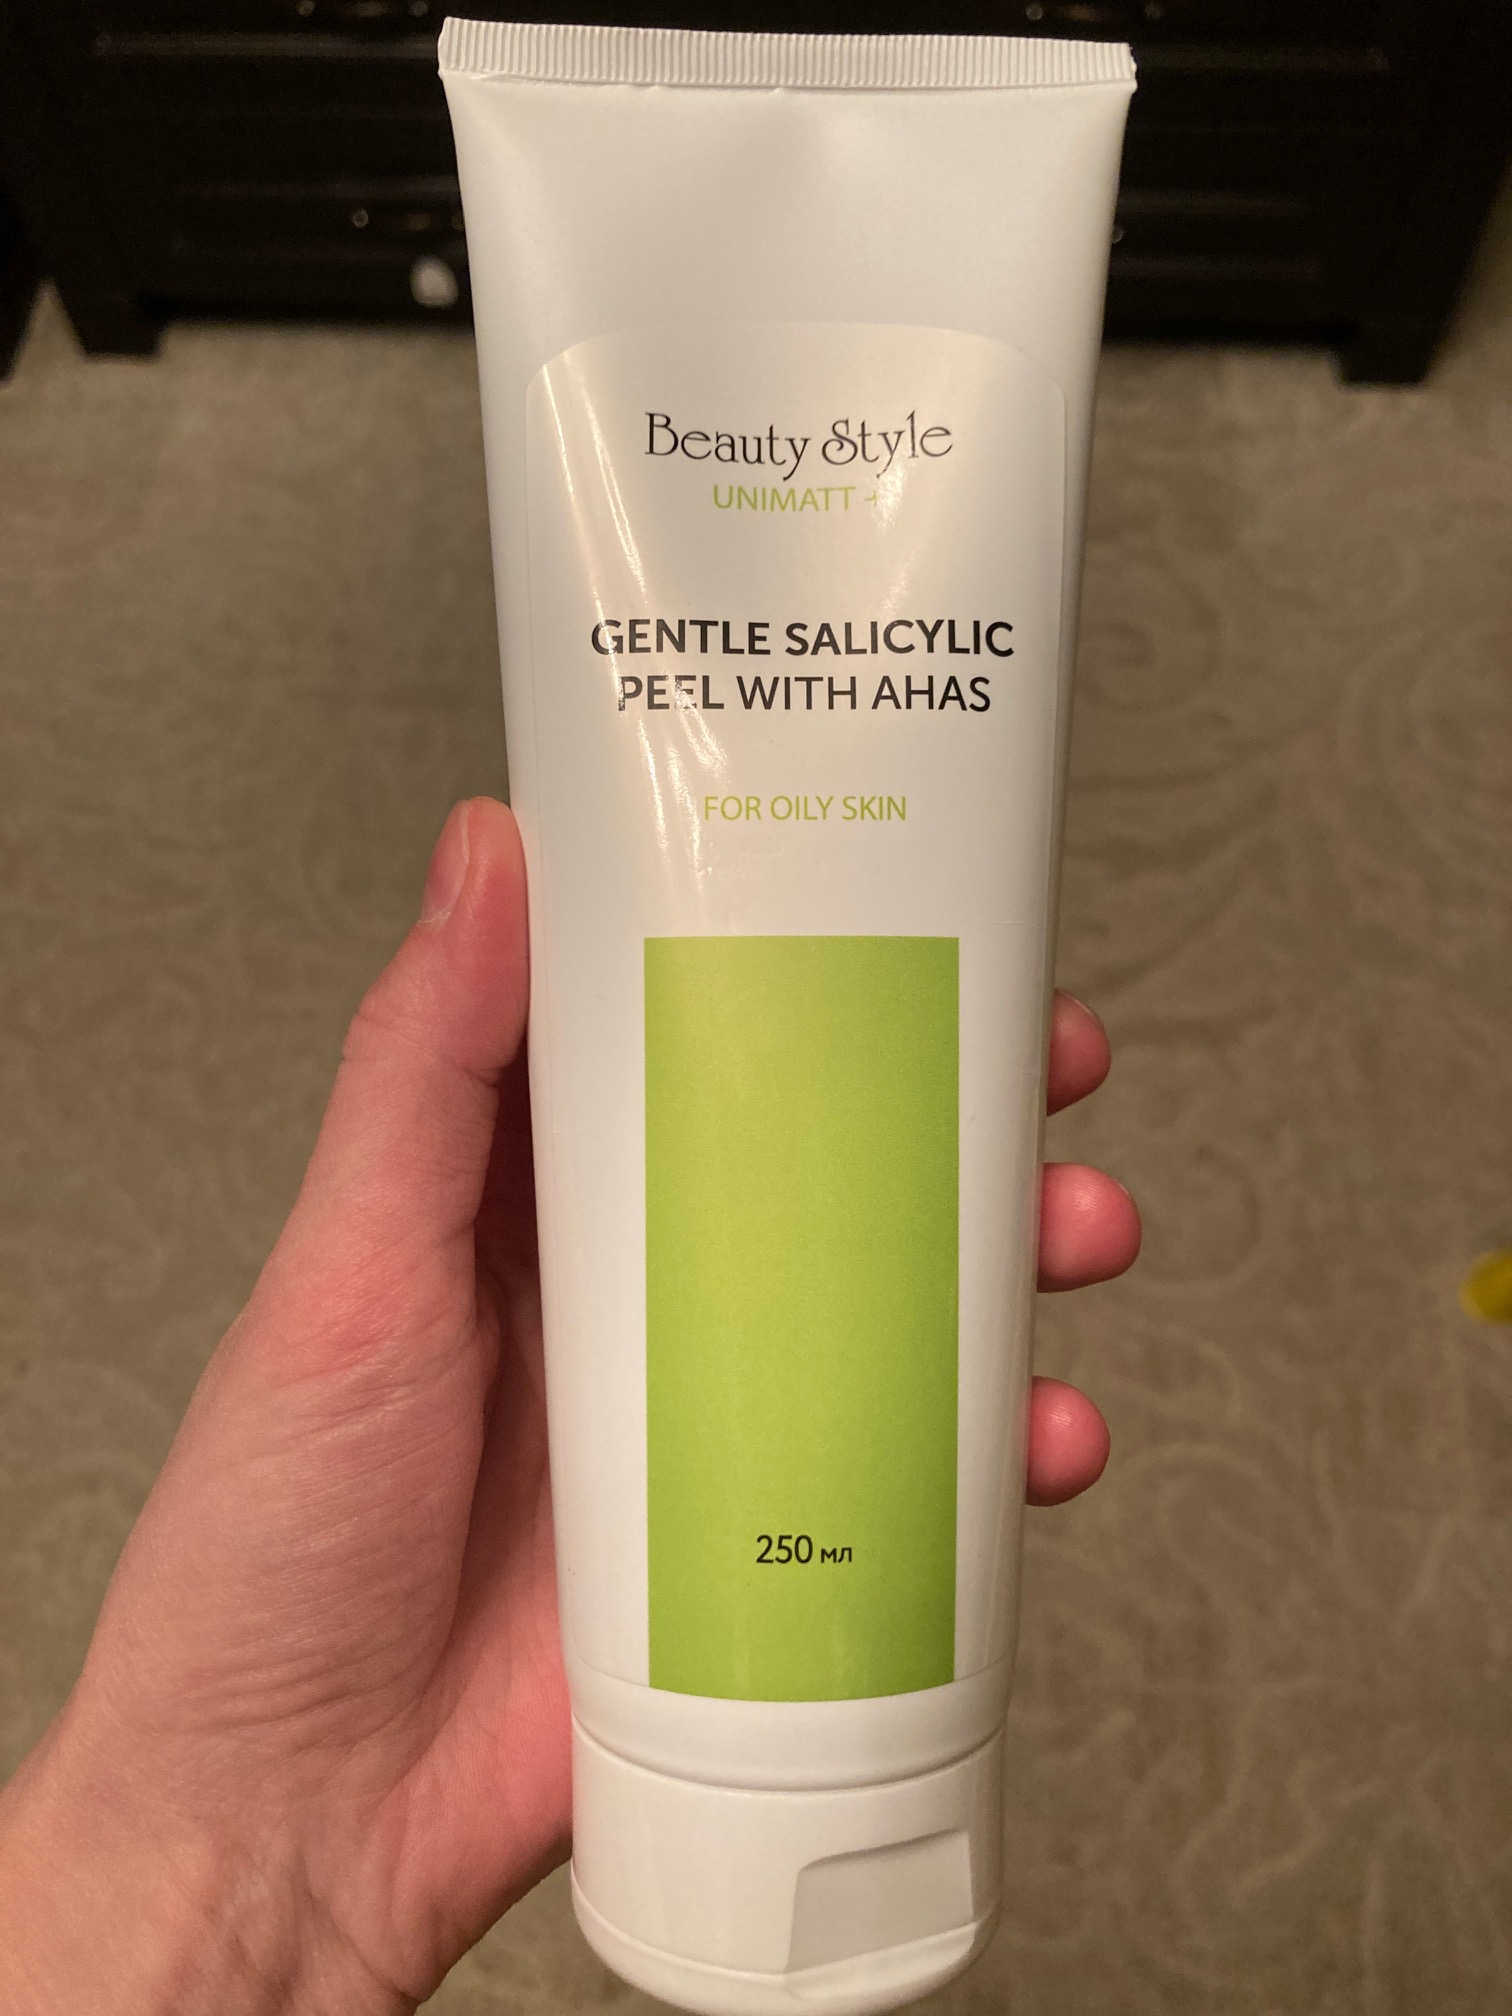 Beauty Style
UNIMATT +
GENTLE SALICYLIC
PEEL WITH AHAS
FOR OILY SKIN
250 мл